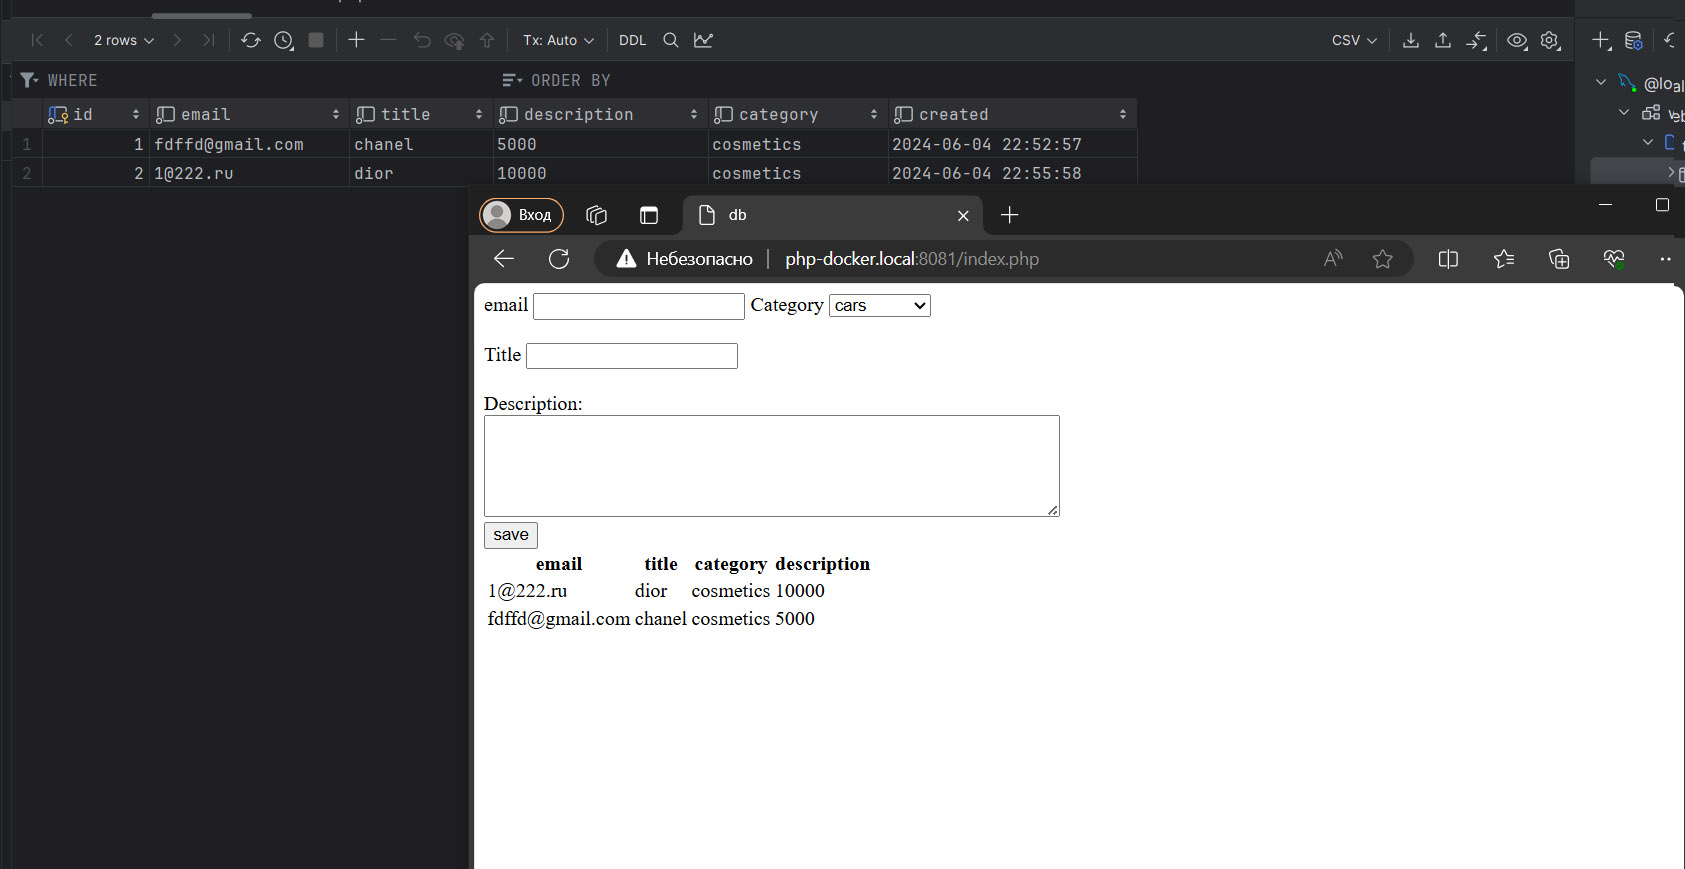 2 rows Tx: Auto DDL CSV
WHERE ORDER BY
id email title description category created
1 1 fdffd@gmail.com chanel 5000 cosmetics 2024-06-04 22:52:57
2 2 1@222.ru dior 10000 cosmetics 2024-06-04 22:55:58
@local
Вход db
Небезопасно php-docker.local:8081/index.php
email Category cars
Title
Description:
save
email title category description
1@222.ru dior cosmetics 10000
fdffd@gmail.com chanel cosmetics 5000